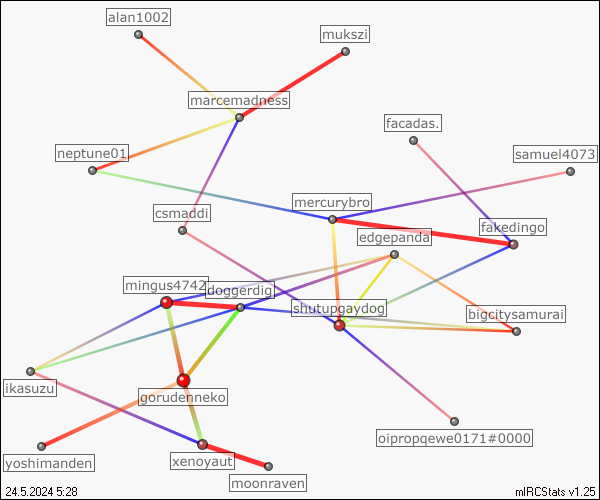 alan1002
mukszi
marcemadness
facadas.
neptune01
samuel4073
mercurybro
csmaddi
fakedingo
edgepanda
mingus4742
doggerdig
shutupgaydog
bigcitysamurai
ikasuzu
gorudenneko
oipropqewe0171#0000
yoshimanden
xenoyaut
moonraven
24.5.2024 5:28
mIRCStats v1.25